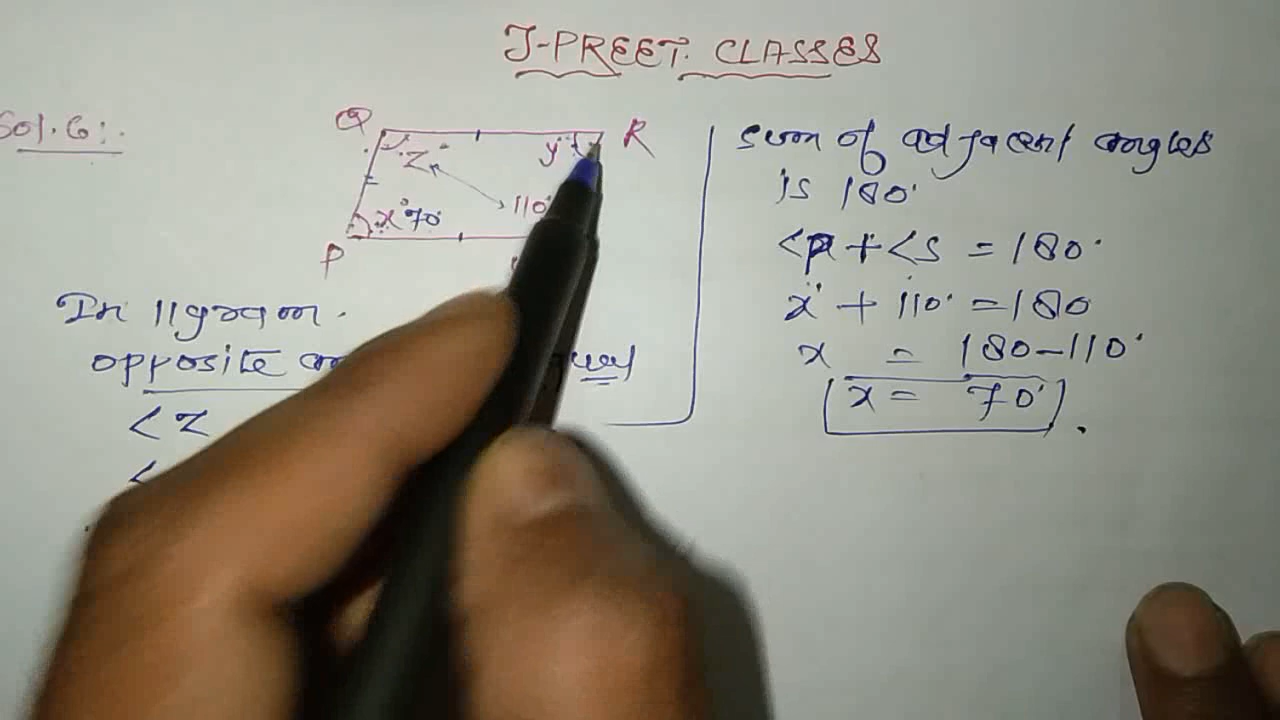 J-PREET CLASSES
Sol.6:.
Q
R
z°
y°
110°
x° 70°
P
In ||gram.
opposite
<z
<
sum of adjacent angles
is 180°
<P + <S = 180°
x° + 110° = 180
x = 180-110°
x = 70°.